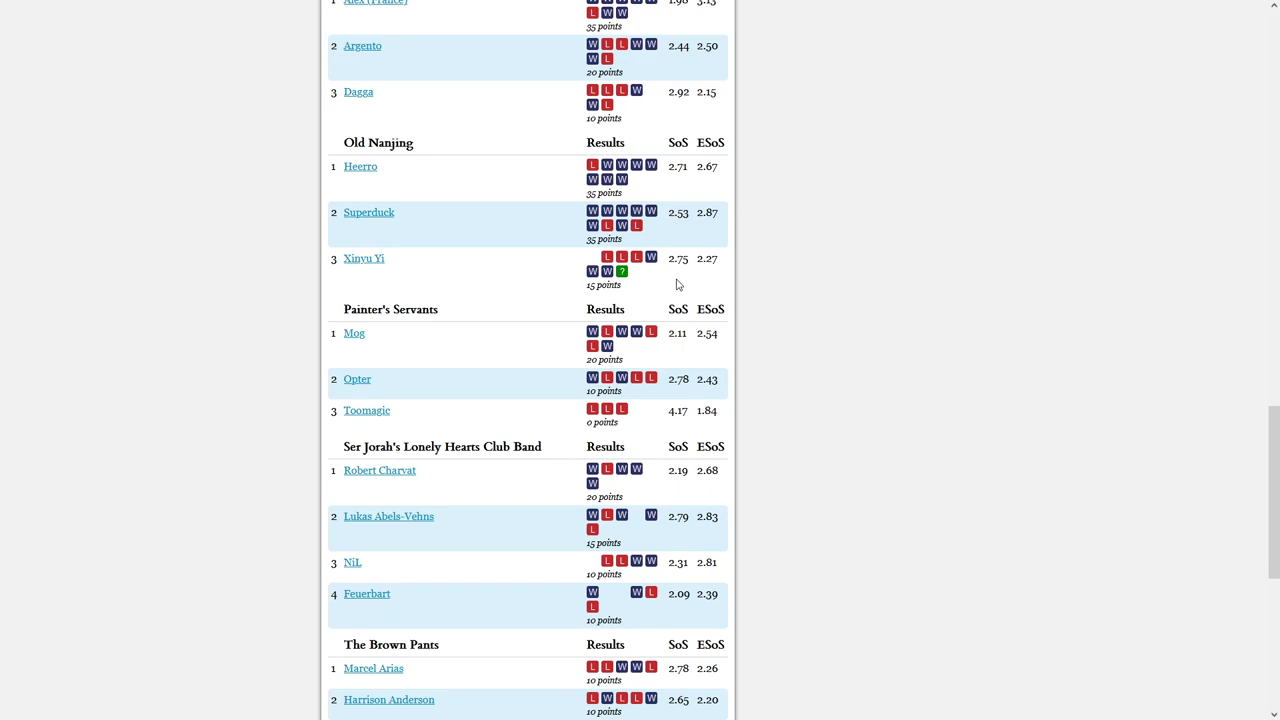 1 Alex (France) W W W W W 1.98 3.13
L W W
35 points
2 Argento W L L W W 2.44 2.50
W L
20 points
3 Dagga L L L W 2.92 2.15
W L
10 points
Old Nanjing Results SoS ESoS
1 Heerro L W W W W 2.71 2.67
W W W
35 points
2 Superduck W W W W W 2.53 2.87
W L W L
35 points
3 Xinyu Yi L L L W 2.75 2.27
W W ?
15 points
Painter's Servants Results SoS ESoS
1 Mog W L W W L 2.11 2.54
L W
20 points
2 Opter W L W L L 2.78 2.43
10 points
3 Toomagic L L L 4.17 1.84
0 points
Ser Jorah's Lonely Hearts Club Band Results SoS ESoS
1 Robert Charvat W L W W 2.19 2.68
W
20 points
2 Lukas Abels-Vehns W L W W 2.79 2.83
L
15 points
3 NiL L L W W 2.31 2.81
10 points
4 Feuerbart W W L 2.09 2.39
L
10 points
The Brown Pants Results SoS ESoS
1 Marcel Arias L L W W L 2.78 2.26
10 points
2 Harrison Anderson L W L L W 2.65 2.20
10 points